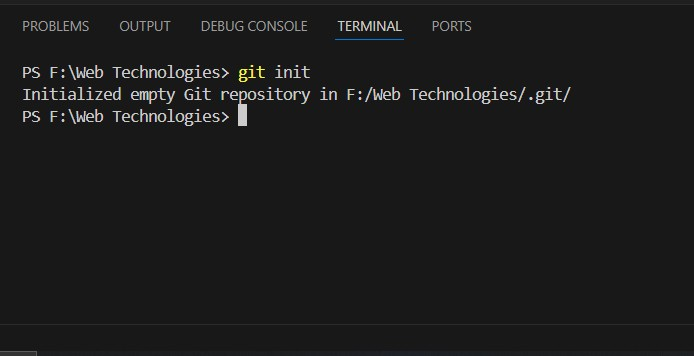 PROBLEMS OUTPUT DEBUG CONSOLE TERMINAL PORTS
PS F:\Web Technologies> git init
Initialized empty Git repository in F:/Web Technologies/.git/
PS F:\Web Technologies>